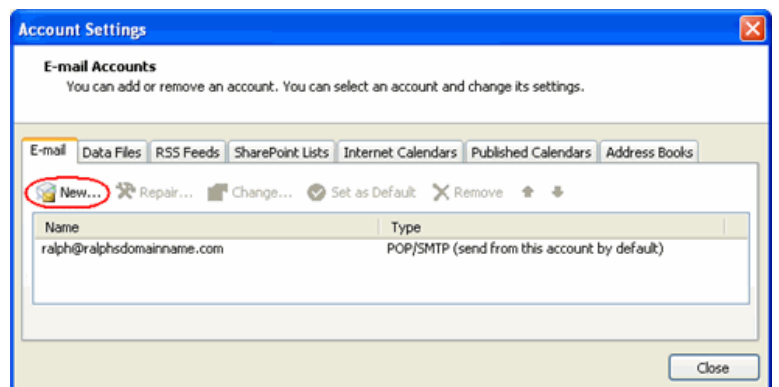 Account Settings
E-mail Accounts
You can add or remove an account. You can select an account and change its settings.
E-mail Data Files RSS Feeds SharePoint Lists Internet Calendars Published Calendars Address Books
New... Repair... Change... Set as Default Remove
Name Type
ralph@ralphsdomainname.com POP/SMTP (send from this account by default)
Close